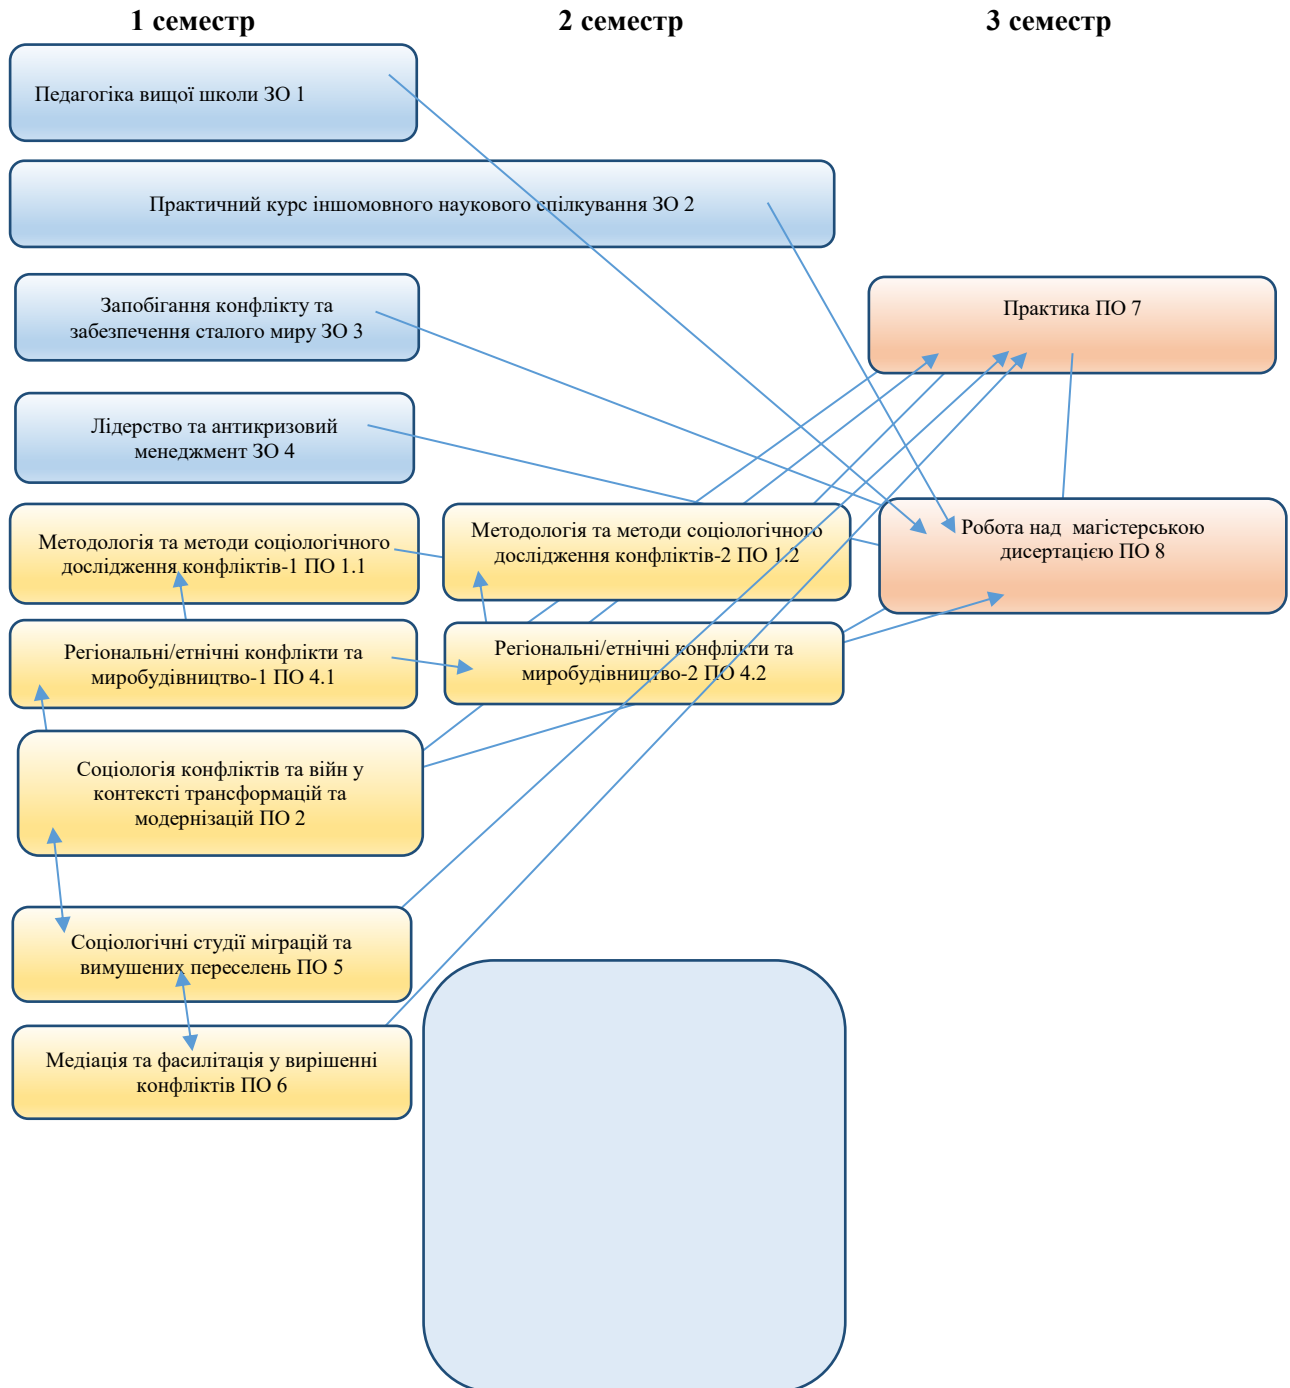 1 семестр
2 семестр
3 семестр
Педагогіка вищої школи ЗО 1
Практичний курс іншомовного наукового спілкування ЗО 2
Запобігання конфлікту та
забезпечення сталого миру ЗО 3
Практика ПО 7
Лідерство та антикризовий
менеджмент ЗО 4
Методологія та методи соціологічного
дослідження конфліктів-1 ПО 1.1
Методологія та методи соціологічного
дослідження конфліктів-2 ПО 1.2
Робота над магістерською
дисертацією ПО 8
Регіональні/етнічні конфлікти та
миробудівництво-1 ПО 4.1
Регіональні/етнічні конфлікти та
миробудівництво-2 ПО 4.2
Соціологія конфліктів та війн у
контексті трансформацій та
модернізацій ПО 2
Соціологічні студії міграцій та
вимушених переселень ПО 5
Медіація та фасилітація у вирішенні
конфліктів ПО 6